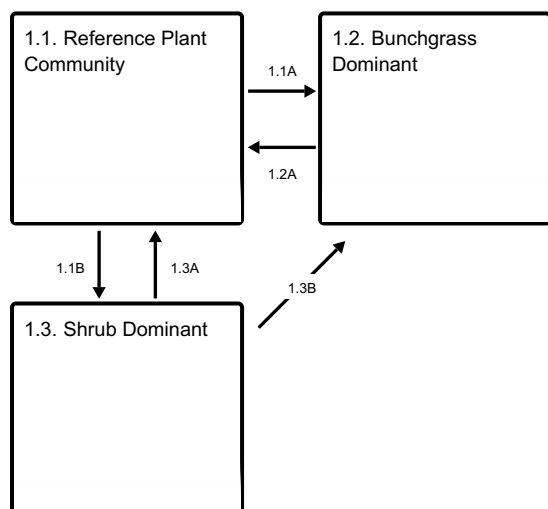 1.1. Reference Plant
Community
1.1A
1.2. Bunchgrass
Dominant
1.2A
1.1B
1.3A
1.3B
1.3. Shrub Dominant